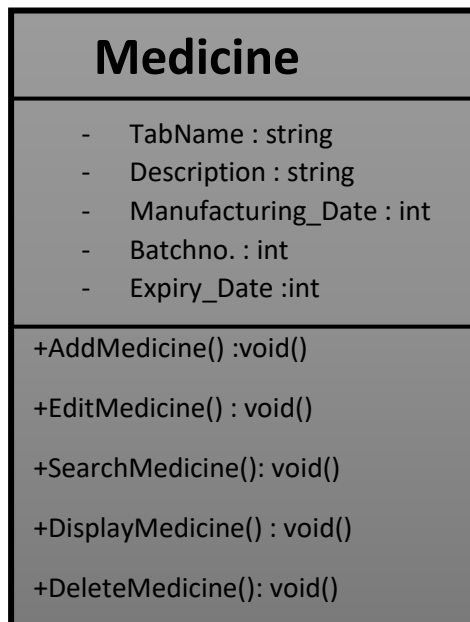 Medicine
- TabName : string
- Description : string
- Manufacturing_Date : int
- Batchno. : int
- Expiry_Date :int
+AddMedicine() :void()
+EditMedicine() : void()
+SearchMedicine(): void()
+DisplayMedicine() : void()
+DeleteMedicine(): void()